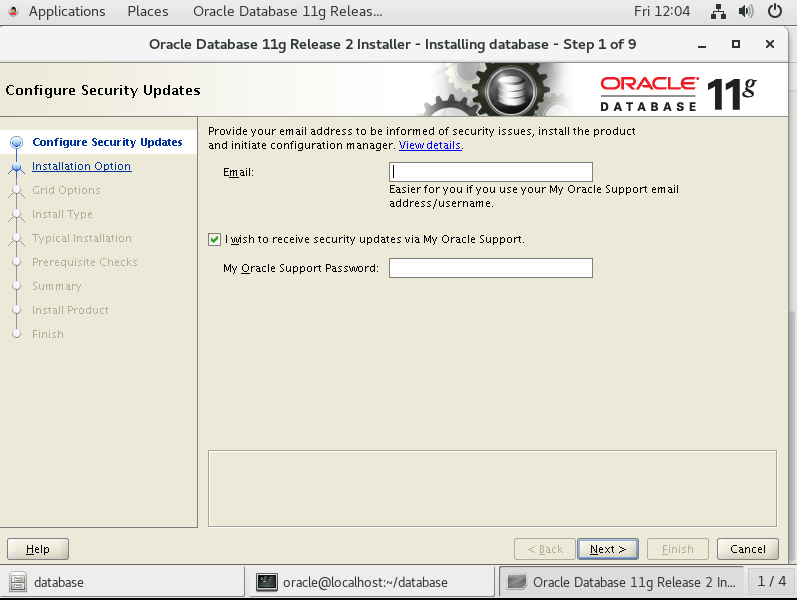 Applications Places Oracle Database 11g Releas... Fri 12:04
Oracle Database 11g Release 2 Installer - Installing database - Step 1 of 9
Configure Security Updates
ORACLE
DATABASE 11g
Configure Security Updates
Installation Option
Grid Options
Install Type
Typical Installation
Prerequisite Checks
Summary
Install Product
Finish
Provide your email address to be informed of security issues, install the product
and initiate configuration manager. View details.
Email:
Easier for you if you use your My Oracle Support email
address/username.
I wish to receive security updates via My Oracle Support.
My Oracle Support Password:
Help < Back Next > Finish Cancel
database oracle@localhost:~/database Oracle Database 11g Release 2 In... 1 / 4